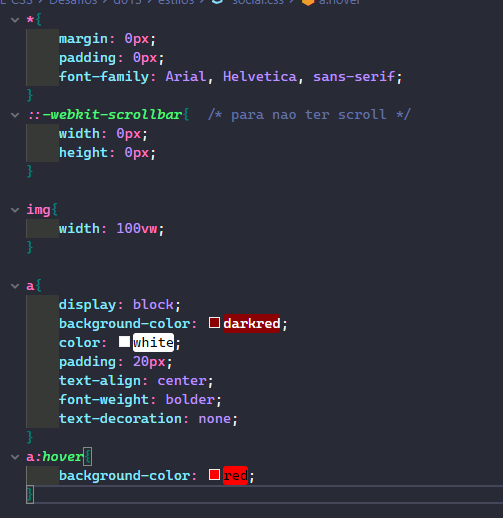 E-CSS > Desafios > d015 > estilos > social.css > a:hover
*{
margin: 0px;
padding: 0px;
font-family: Arial, Helvetica, sans-serif;
}
::-webkit-scrollbar{ /* para nao ter scroll */
width: 0px;
height: 0px;
}
img{
width: 100vw;
}
a{
display: block;
background-color: darkred;
color: white;
padding: 20px;
text-align: center;
font-weight: bolder;
text-decoration: none;
}
a:hover{
background-color: red;
}